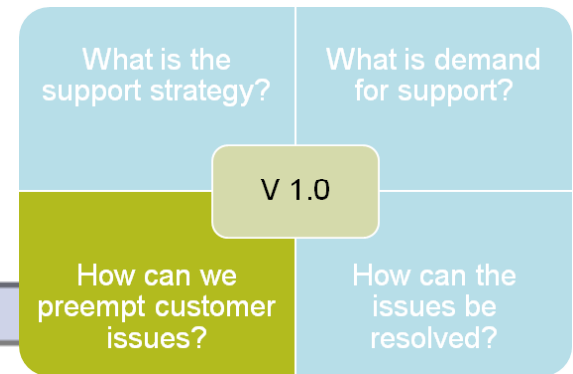 What is the
support strategy?
What is demand
for support?
V 1.0
How can we
preempt customer
issues?
How can the
issues be
resolved?